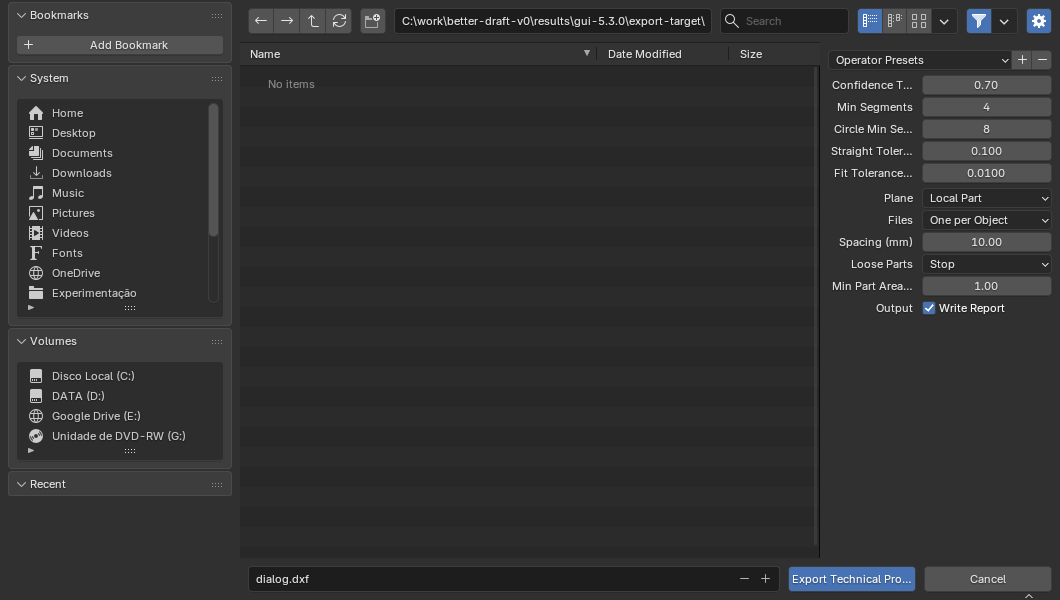 Bookmarks
Add Bookmark
System
Home
Desktop
Documents
Downloads
Music
Pictures
Videos
Fonts
OneDrive
Experimentação
Volumes
Disco Local (C:)
DATA (D:)
Google Drive (E:)
Unidade de DVD-RW (G:)
Recent
C:\work\better-draft-v0\results\gui-5.3.0\export-target\
Search
Name Date Modified Size
No items
Operator Presets
Confidence T... 0.70
Min Segments 4
Circle Min Se... 8
Straight Toler... 0.100
Fit Tolerance... 0.0100
Plane Local Part
Files One per Object
Spacing (mm) 10.00
Loose Parts Stop
Min Part Area... 1.00
Output Write Report
dialog.dxf
Export Technical Pro...
Cancel